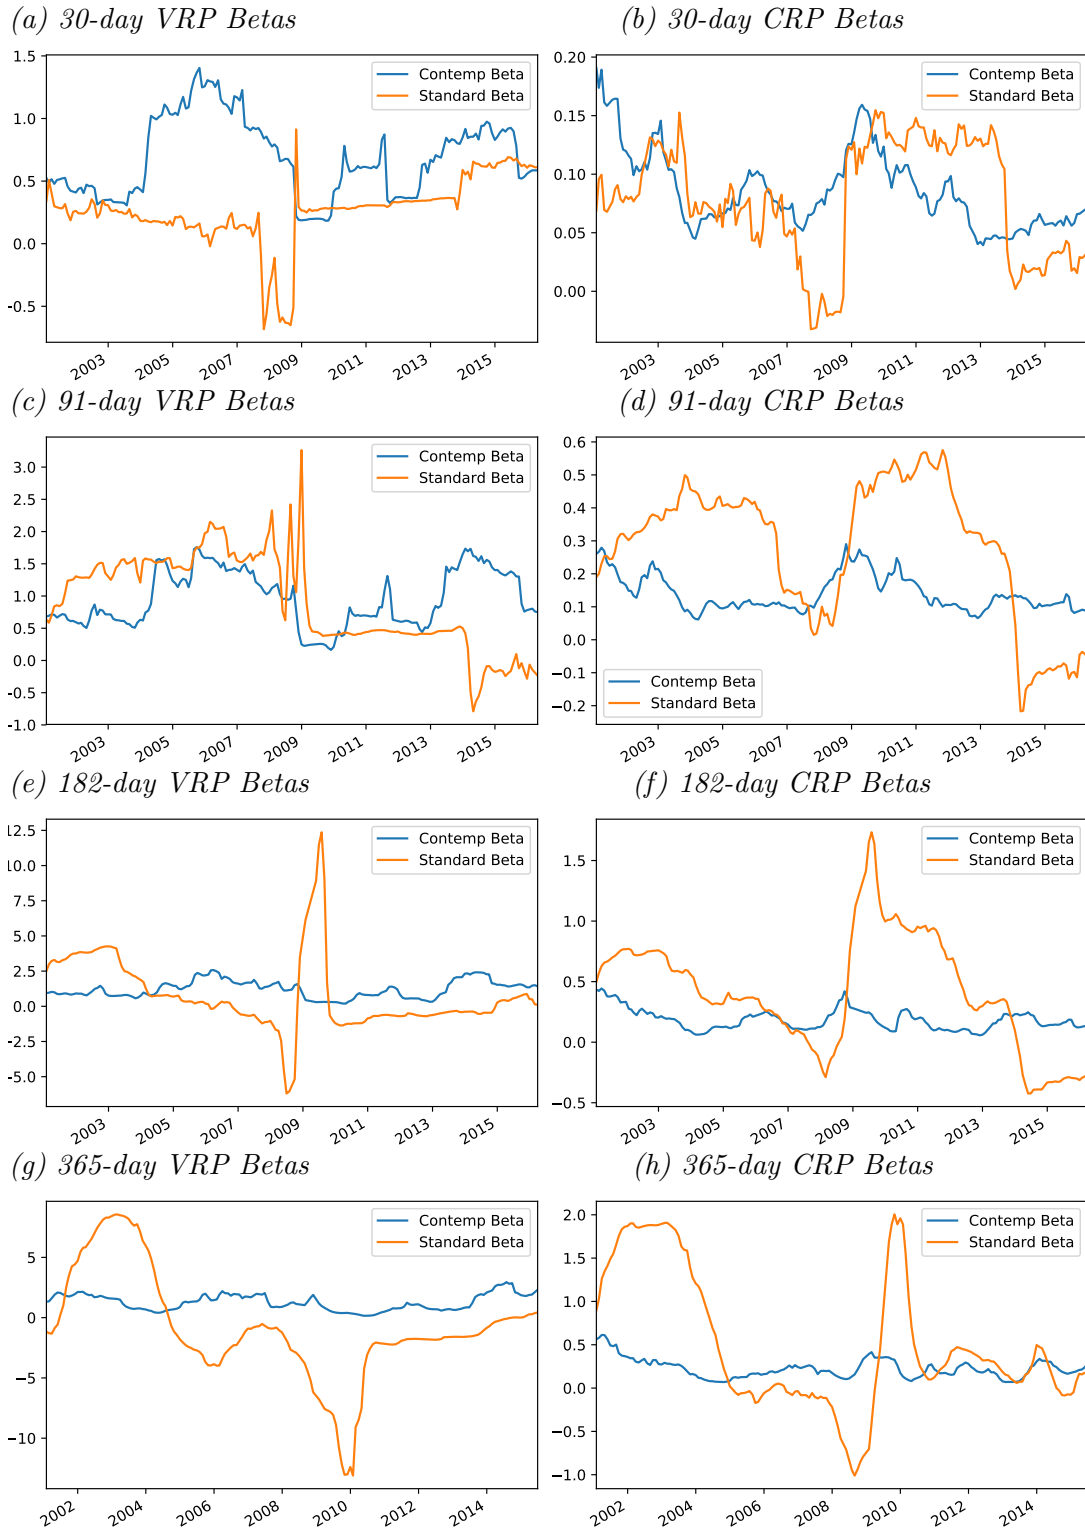 (a) 30-day VRP Betas
1.5
1.0
0.5
0.0
−0.5
Contemp Beta
Standard Beta
2003 2005 2007 2009 2011 2013 2015
(b) 30-day CRP Betas
0.20
0.15
0.10
0.05
0.00
Contemp Beta
Standard Beta
2003 2005 2007 2009 2011 2013 2015
(c) 91-day VRP Betas
3.0
2.5
2.0
1.5
1.0
0.5
0.0
−0.5
−1.0
Contemp Beta
Standard Beta
2003 2005 2007 2009 2011 2013 2015
(d) 91-day CRP Betas
0.6
0.5
0.4
0.3
0.2
0.1
0.0
−0.1
−0.2
Contemp Beta
Standard Beta
2003 2005 2007 2009 2011 2013 2015
(e) 182-day VRP Betas
12.5
10.0
7.5
5.0
2.5
0.0
−2.5
−5.0
Contemp Beta
Standard Beta
2003 2005 2007 2009 2011 2013 2015
(f) 182-day CRP Betas
1.5
1.0
0.5
0.0
−0.5
Contemp Beta
Standard Beta
2003 2005 2007 2009 2011 2013 2015
(g) 365-day VRP Betas
5
0
−5
−10
Contemp Beta
Standard Beta
2002 2004 2006 2008 2010 2012 2014
(h) 365-day CRP Betas
2.0
1.5
1.0
0.5
0.0
−0.5
−1.0
Contemp Beta
Standard Beta
2002 2004 2006 2008 2010 2012 2014